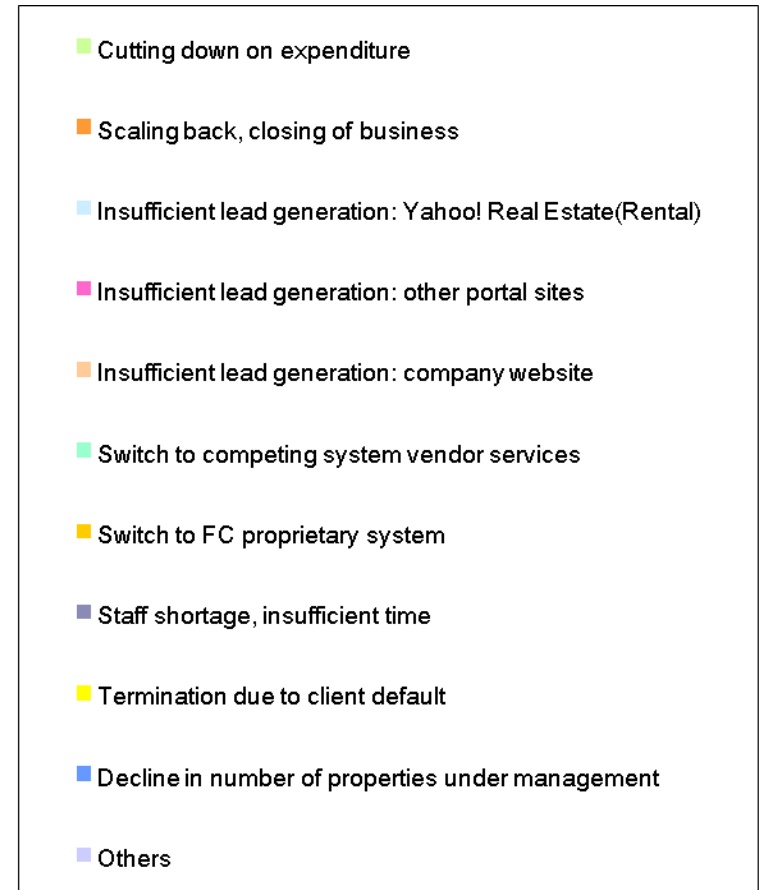 Cutting down on expenditure
Scaling back, closing of business
Insufficient lead generation: Yahoo! Real Estate(Rental)
Insufficient lead generation: other portal sites
Insufficient lead generation: company website
Switch to competing system vendor services
Switch to FC proprietary system
Staff shortage, insufficient time
Termination due to client default
Decline in number of properties under management
Others